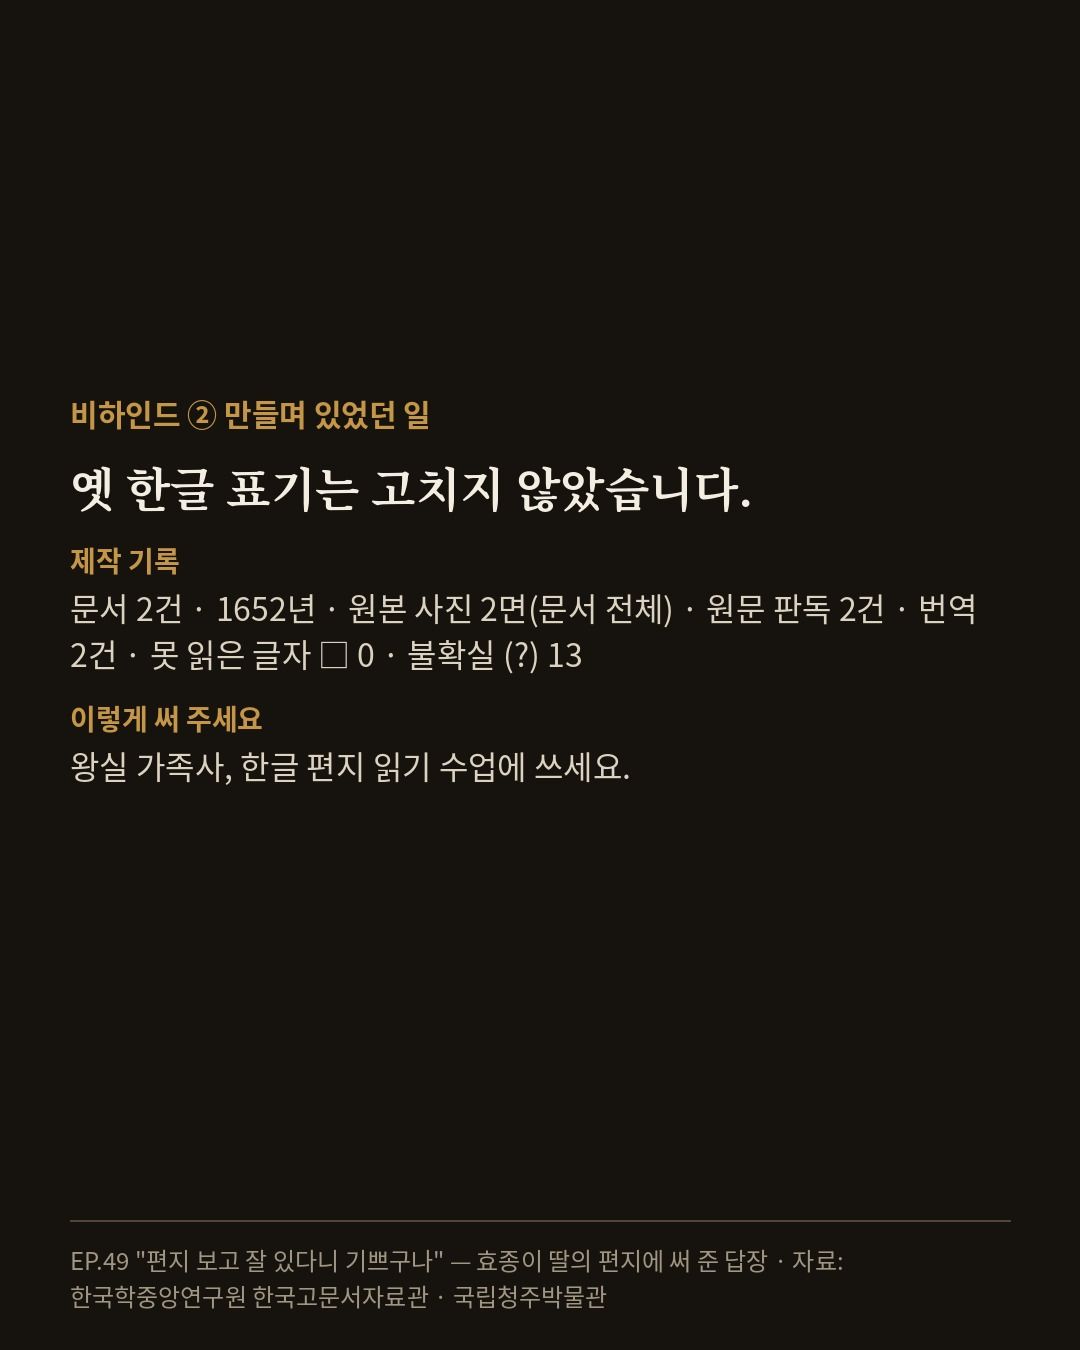 비하인드 ② 만들며 있었던 일
옛 한글 표기는 고치지 않았습니다.
제작 기록
문서 2건 · 1652년 · 원본 사진 2면(문서 전체) · 원문 판독 2건 · 번역
2건 · 못 읽은 글자 □ 0 · 불확실 (?) 13
이렇게 써 주세요
왕실 가족사, 한글 편지 읽기 수업에 쓰세요.
EP.49 "편지 보고 잘 있다니 기쁘구나" — 효종이 딸의 편지에 써 준 답장 · 자료:
한국학중앙연구원 한국고문서자료관 · 국립청주박물관